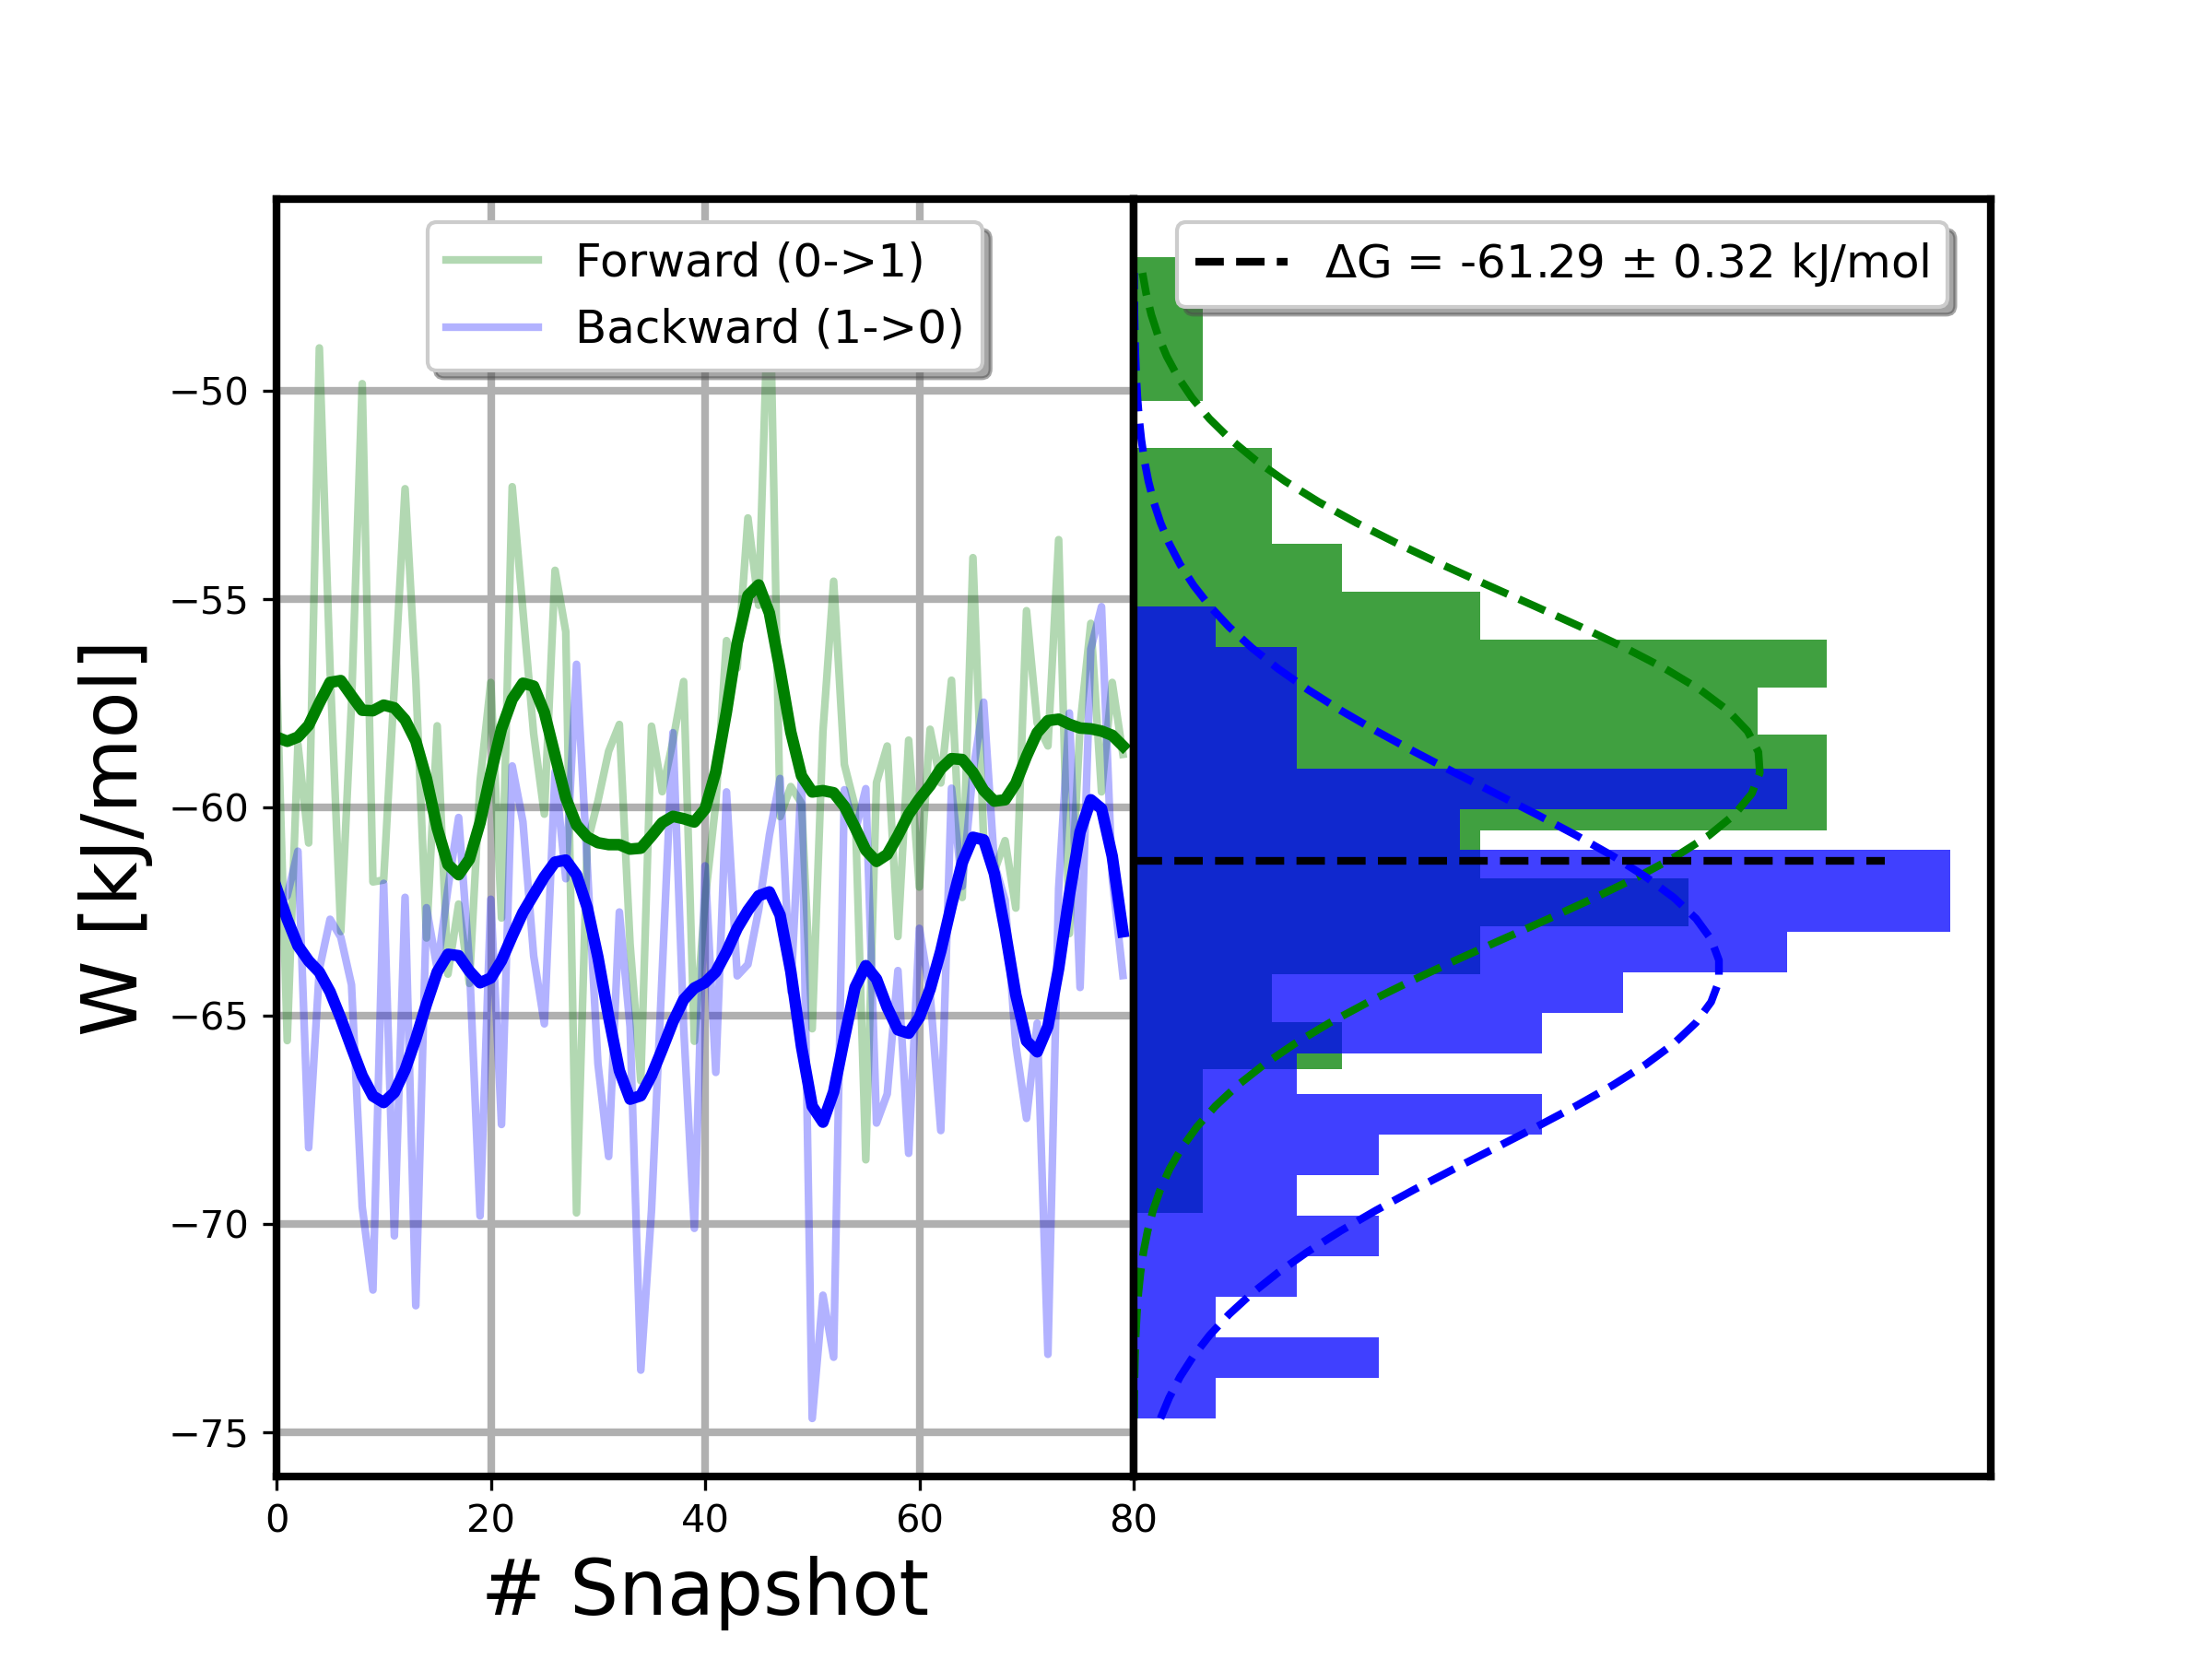 Forward (0->1)
Backward (1->0)
ΔG = -61.29 ± 0.32 kJ/mol
−50
−55
−60
−65
−70
−75
W [kJ/mol]
0 20 40 60 80
# Snapshot